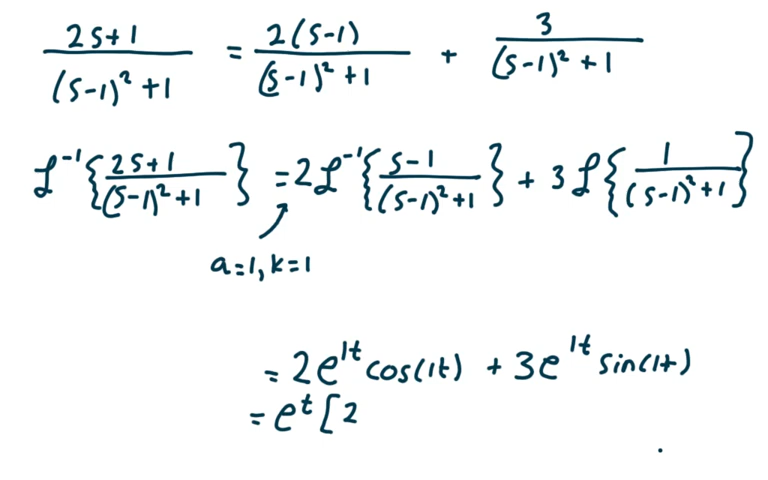 2s+1/((s-1)²+1) = 2(s-1)/((s-1)²+1) + 3/((s-1)²+1)
ℒ⁻¹{2s+1/((s-1)²+1)} = 2ℒ⁻¹{s-1/((s-1)²+1)} + 3ℒ{1/((s-1)²+1)}
a=1, k=1
= 2e^{1t} cos(1t) + 3e^{1t} sin(1t)
= e^t [2